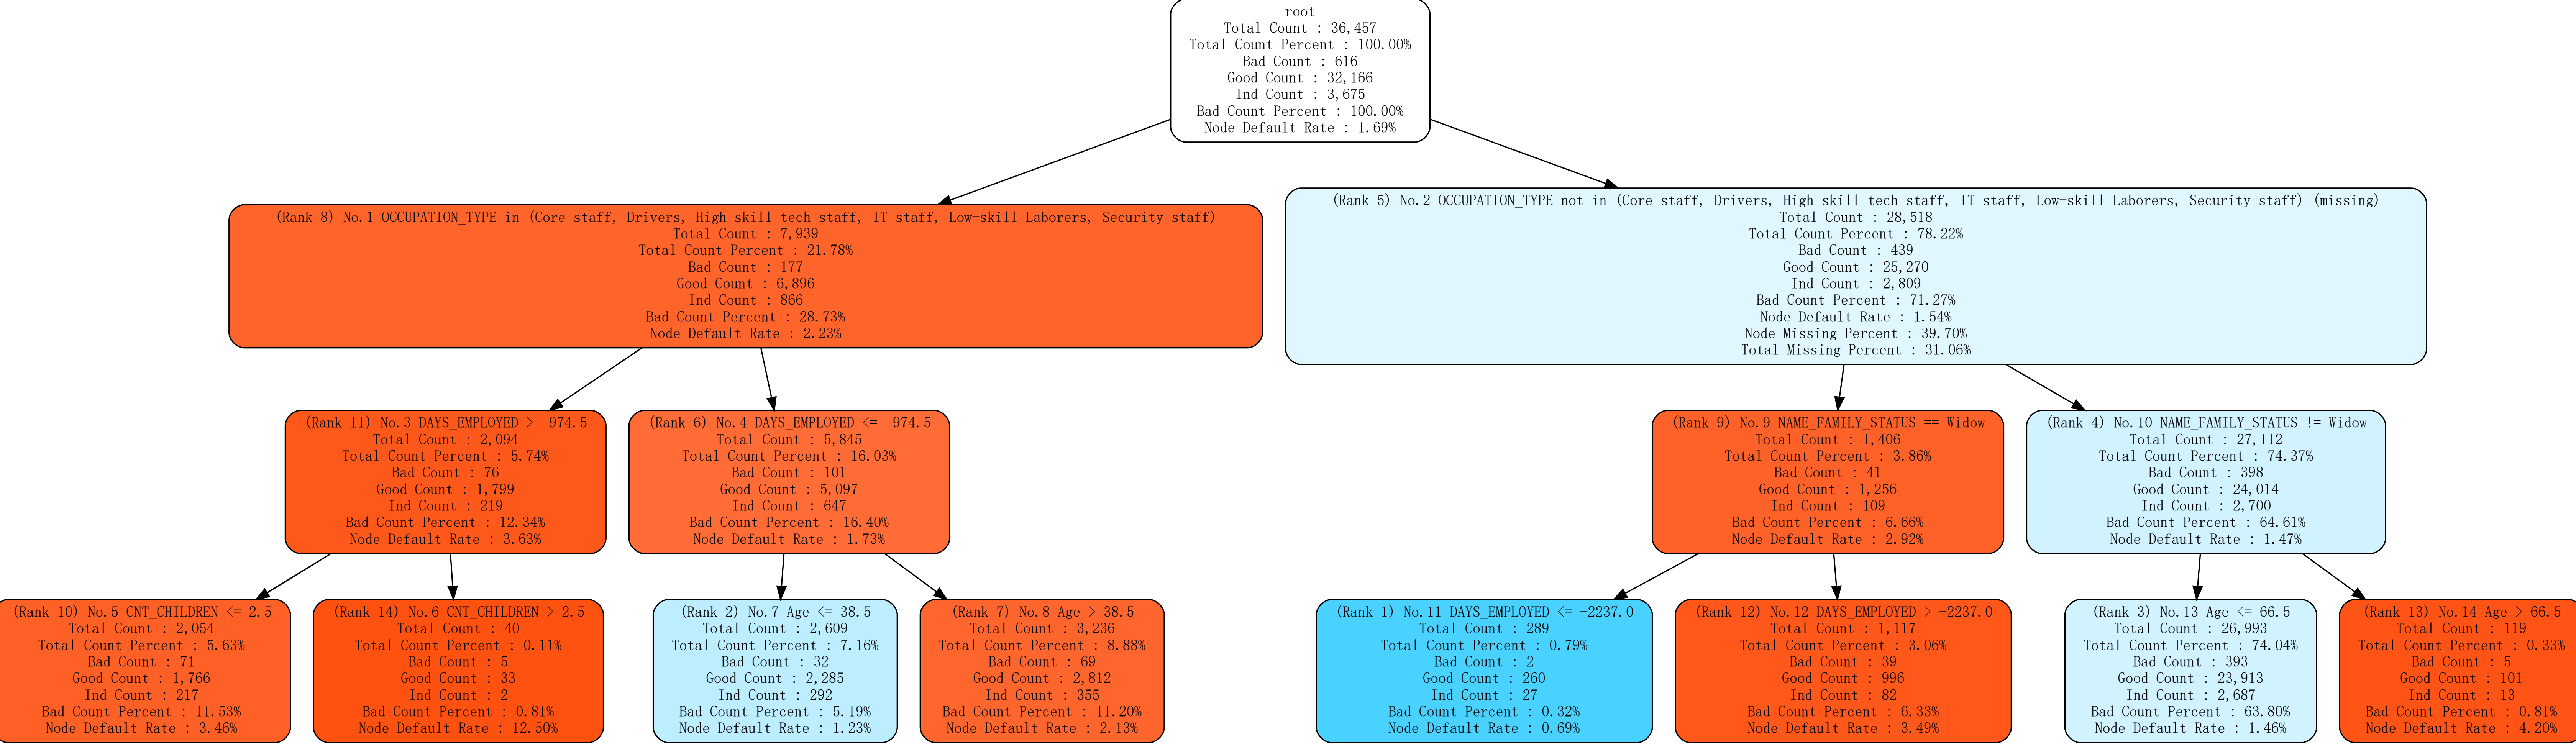 root
Total Count : 36,457
Total Count Percent : 100.00%
Bad Count : 616
Good Count : 32,166
Ind Count : 3,675
Bad Count Percent : 100.00%
Node Default Rate : 1.69%
(Rank 8) No.1 OCCUPATION_TYPE in (Core staff, Drivers, High skill tech staff, IT staff, Low-skill Laborers, Security staff)
Total Count : 7,939
Total Count Percent : 21.78%
Bad Count : 177
Good Count : 6,896
Ind Count : 866
Bad Count Percent : 28.73%
Node Default Rate : 2.23%
(Rank 5) No.2 OCCUPATION_TYPE not in (Core staff, Drivers, High skill tech staff, IT staff, Low-skill Laborers, Security staff) (missing)
Total Count : 28,518
Total Count Percent : 78.22%
Bad Count : 439
Good Count : 25,270
Ind Count : 2,809
Bad Count Percent : 71.27%
Node Default Rate : 1.54%
Node Missing Percent : 39.70%
Total Missing Percent : 31.06%
(Rank 11) No.3 DAYS_EMPLOYED > -974.5
Total Count : 2,094
Total Count Percent : 5.74%
Bad Count : 76
Good Count : 1,799
Ind Count : 219
Bad Count Percent : 12.34%
Node Default Rate : 3.63%
(Rank 6) No.4 DAYS_EMPLOYED <= -974.5
Total Count : 5,845
Total Count Percent : 16.03%
Bad Count : 101
Good Count : 5,097
Ind Count : 647
Bad Count Percent : 16.40%
Node Default Rate : 1.73%
(Rank 9) No.9 NAME_FAMILY_STATUS == Widow
Total Count : 1,406
Total Count Percent : 3.86%
Bad Count : 41
Good Count : 1,256
Ind Count : 109
Bad Count Percent : 6.66%
Node Default Rate : 2.92%
(Rank 4) No.10 NAME_FAMILY_STATUS != Widow
Total Count : 27,112
Total Count Percent : 74.37%
Bad Count : 398
Good Count : 24,014
Ind Count : 2,700
Bad Count Percent : 64.61%
Node Default Rate : 1.47%
(Rank 10) No.5 CNT_CHILDREN <= 2.5
Total Count : 2,054
Total Count Percent : 5.63%
Bad Count : 71
Good Count : 1,766
Ind Count : 217
Bad Count Percent : 11.53%
Node Default Rate : 3.46%
(Rank 14) No.6 CNT_CHILDREN > 2.5
Total Count : 40
Total Count Percent : 0.11%
Bad Count : 5
Good Count : 33
Ind Count : 2
Bad Count Percent : 0.81%
Node Default Rate : 12.50%
(Rank 2) No.7 Age <= 38.5
Total Count : 2,609
Total Count Percent : 7.16%
Bad Count : 32
Good Count : 2,285
Ind Count : 292
Bad Count Percent : 5.19%
Node Default Rate : 1.23%
(Rank 7) No.8 Age > 38.5
Total Count : 3,236
Total Count Percent : 8.88%
Bad Count : 69
Good Count : 2,812
Ind Count : 355
Bad Count Percent : 11.20%
Node Default Rate : 2.13%
(Rank 1) No.11 DAYS_EMPLOYED <= -2237.0
Total Count : 289
Total Count Percent : 0.79%
Bad Count : 2
Good Count : 260
Ind Count : 27
Bad Count Percent : 0.32%
Node Default Rate : 0.69%
(Rank 12) No.12 DAYS_EMPLOYED > -2237.0
Total Count : 1,117
Total Count Percent : 3.06%
Bad Count : 39
Good Count : 996
Ind Count : 82
Bad Count Percent : 6.33%
Node Default Rate : 3.49%
(Rank 3) No.13 Age <= 66.5
Total Count : 26,993
Total Count Percent : 74.04%
Bad Count : 393
Good Count : 23,913
Ind Count : 2,687
Bad Count Percent : 63.80%
Node Default Rate : 1.46%
(Rank 13) No.14 Age > 66.5
Total Count : 119
Total Count Percent : 0.33%
Bad Count : 5
Good Count : 101
Ind Count : 13
Bad Count Percent : 0.81%
Node Default Rate : 4.20%